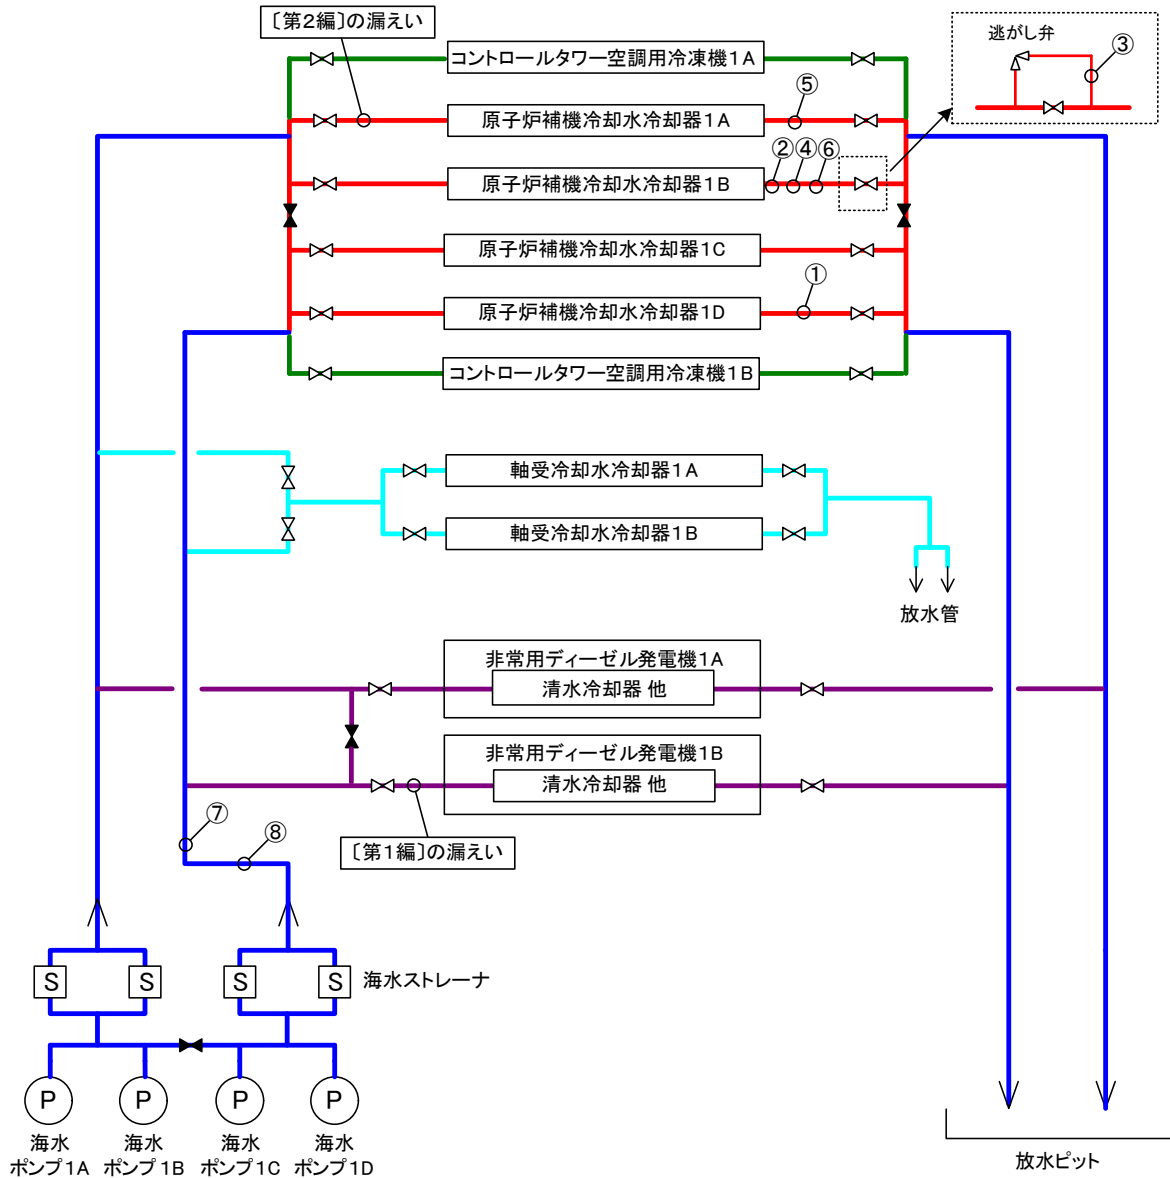 〔第2編〕の漏えい
コントロールタワー空調用冷凍機1A
逃がし弁
③
⑤
原子炉補機冷却水冷却器1A
②④⑥
原子炉補機冷却水冷却器1B
原子炉補機冷却水冷却器1C
①
原子炉補機冷却水冷却器1D
コントロールタワー空調用冷凍機1B
軸受冷却水冷却器1A
軸受冷却水冷却器1B
放水管
非常用ディーゼル発電機1A
清水冷却器 他
非常用ディーゼル発電機1B
清水冷却器 他
⑦
⑧
〔第1編〕の漏えい
S
S
S
S
海水ストレーナ
P
P
P
P
海水
ポンプ1A
海水
ポンプ1B
海水
ポンプ1C
海水
ポンプ1D
放水ピット